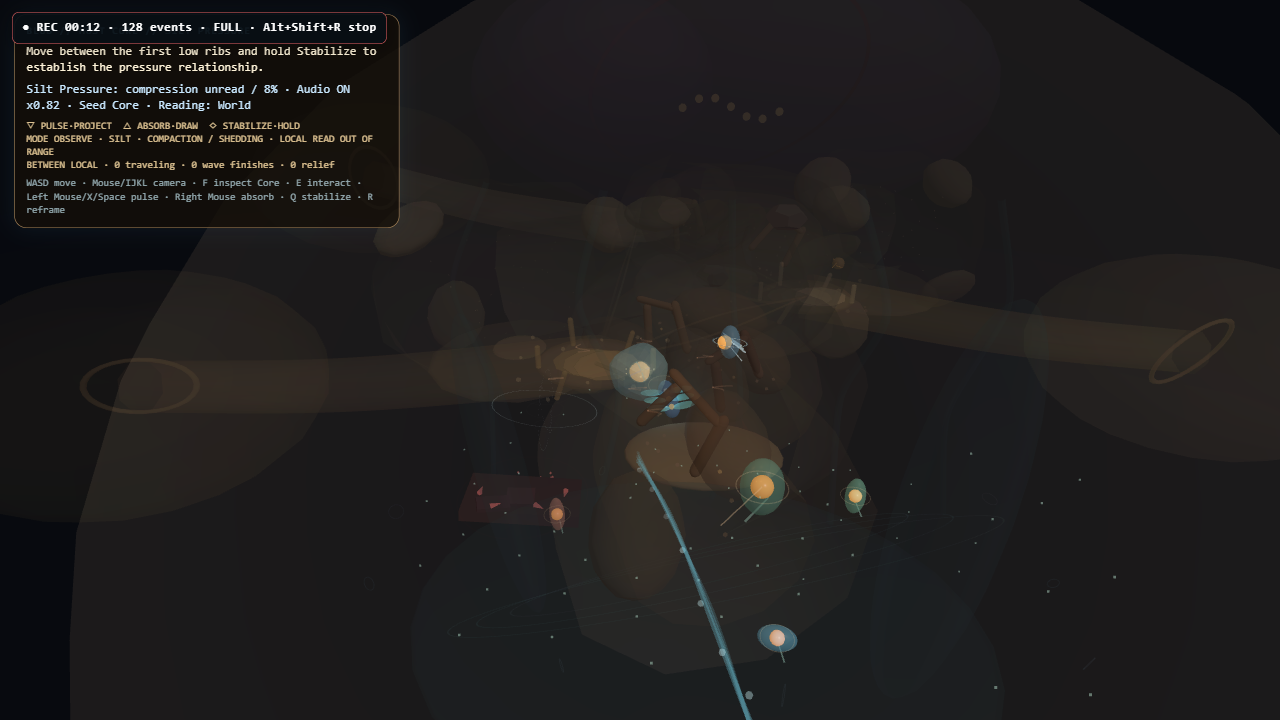 ● REC 00:12 · 128 events · FULL · Alt+Shift+R stop
Move between the first low ribs and hold Stabilize to
establish the pressure relationship.
Silt Pressure: compression unread / 8% · Audio ON
x0.82 · Seed Core · Reading: World
▽ PULSE·PROJECT △ ABSORB·DRAW ◇ STABILIZE·HOLD
MODE OBSERVE · SILT · COMPACTION / SHEDDING · LOCAL READ OUT OF
RANGE
BETWEEN LOCAL · 0 traveling · 0 wave finishes · 0 relief
WASD move · Mouse/IJKL camera · F inspect Core · E interact ·
Left Mouse/X/Space pulse · Right Mouse absorb · Q stabilize · R
reframe